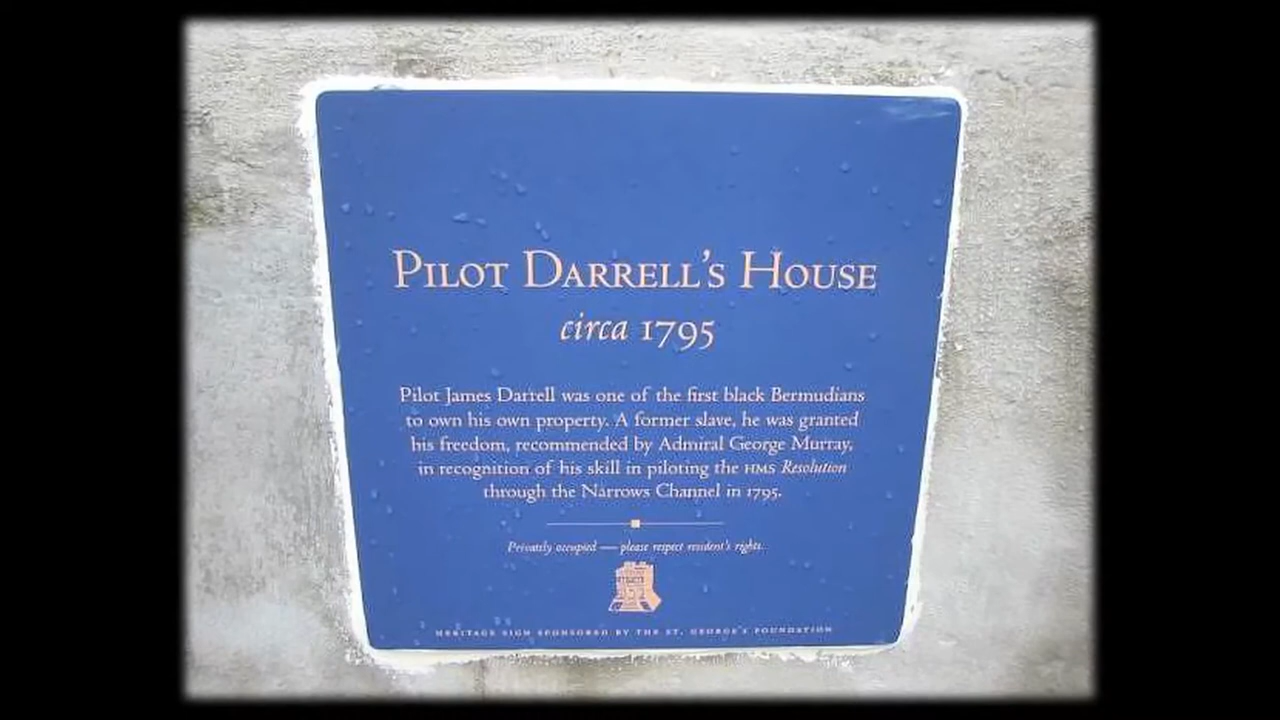 PILOT DARRELL'S HOUSE
circa 1795
Pilot James Darrell was one of the first black Bermudians
to own his own property. A former slave, he was granted
his freedom, recommended by Admiral George Murray,
in recognition of his skill in piloting the HMS Resolution
through the Narrows Channel in 1795.
Privately occupied — please respect resident's rights.
HERITAGE SIGN SPONSORED BY THE ST. GEORGE'S FOUNDATION